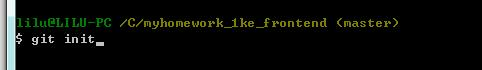 lilu@LILU-PC /C/myhomework_1ke_frontend (master)
$ git init